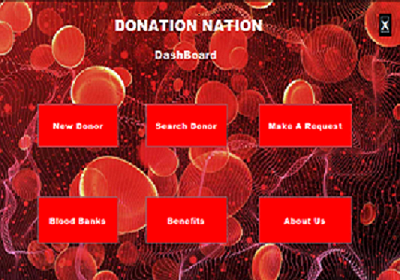 DONATION NATION
X
DashBoard
New Donor
Search Donor
Make A Request
Blood Banks
Benefits
About Us